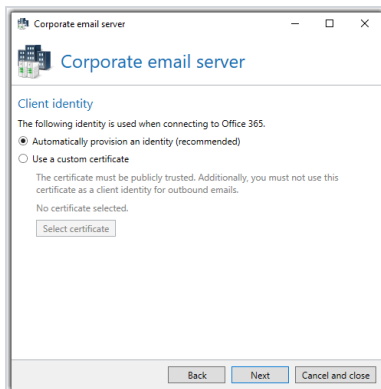 Corporate email server
Corporate email server
Client identity
The following identity is used when connecting to Office 365.
Automatically provision an identity (recommended)
Use a custom certificate
The certificate must be publicly trusted. Additionally, you must not use this
certificate as a client identity for outbound emails.
No certificate selected.
Select certificate
Back Next Cancel and close